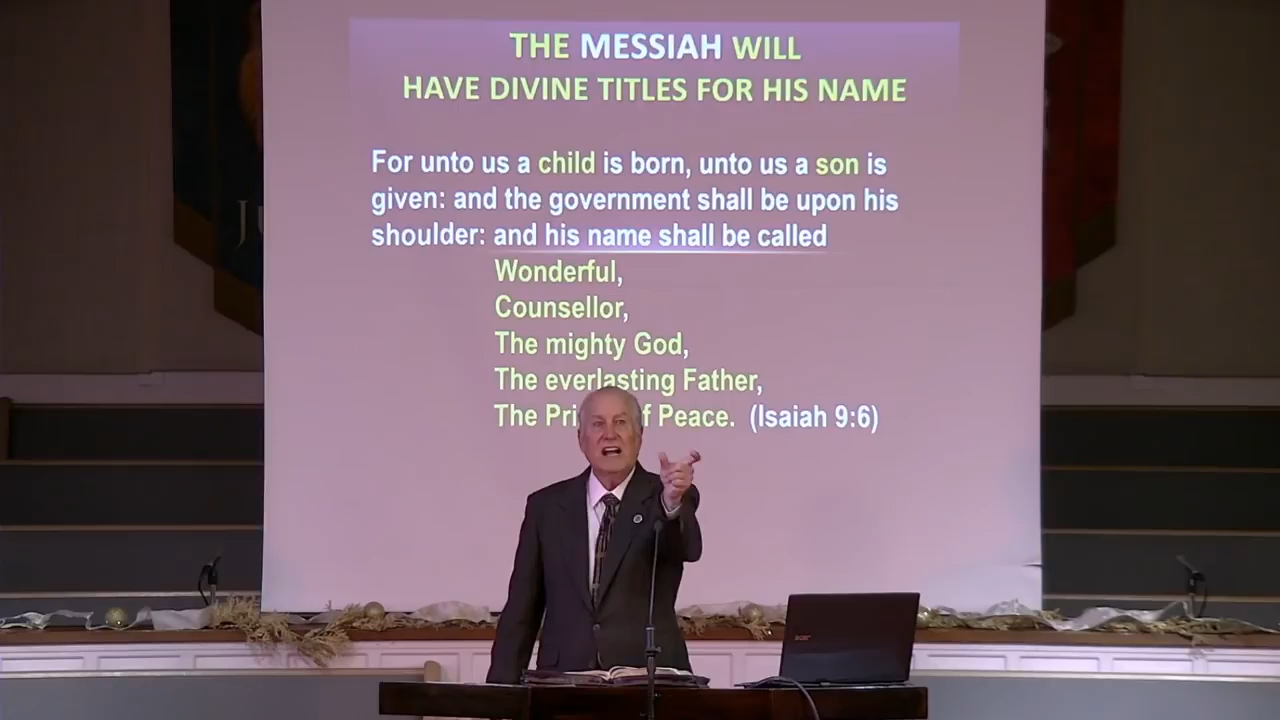 THE MESSIAH WILL
HAVE DIVINE TITLES FOR HIS NAME
For unto us a child is born, unto us a son is
given: and the government shall be upon his
shoulder: and his name shall be called
Wonderful,
Counsellor,
The mighty God,
The everlasting Father,
The Pri f Peace. (Isaiah 9:6)
acer